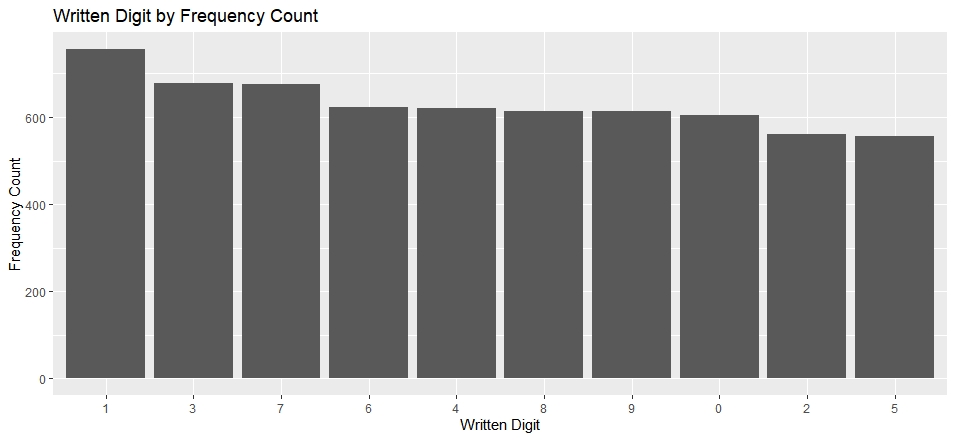 Written Digit by Frequency Count
Frequency Count
600
400
200
0
1 3 7 6 4 8 9 0 2 5
Written Digit